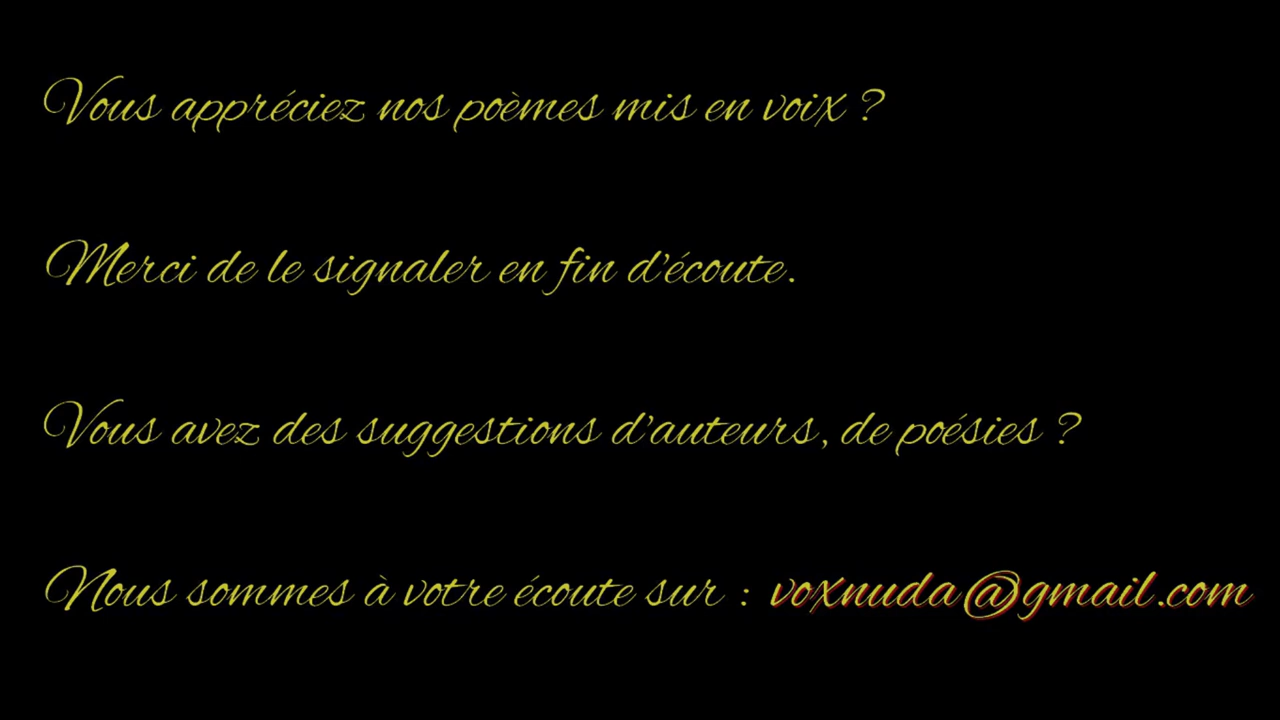 Vous appréciez nos poèmes mis en voix ?
Merci de le signaler en fin d'écoute.
Vous avez des suggestions d'auteurs, de poésies ?
Nous sommes à votre écoute sur : voxnuda@gmail.com